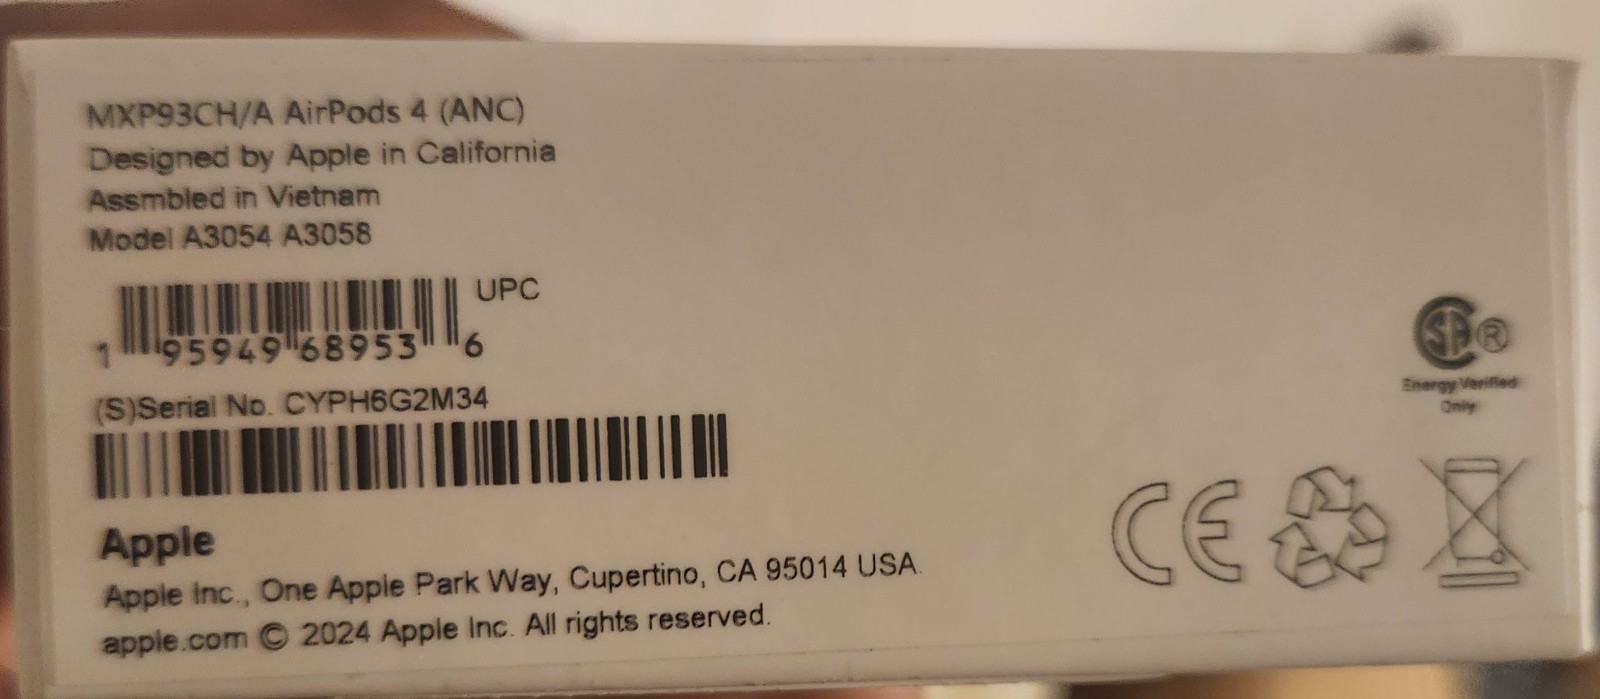 MXP93CH/A AirPods 4 (ANC)
Designed by Apple in California
Assmbled in Vietnam
Model A3054 A3058
UPC
1 95949 68953 6
(S)Serial No. CYPH6G2M34
Apple
Apple Inc., One Apple Park Way, Cupertino, CA 95014 USA.
apple.com © 2024 Apple Inc. All rights reserved.
SA ®
Energy Verified
Only
CE